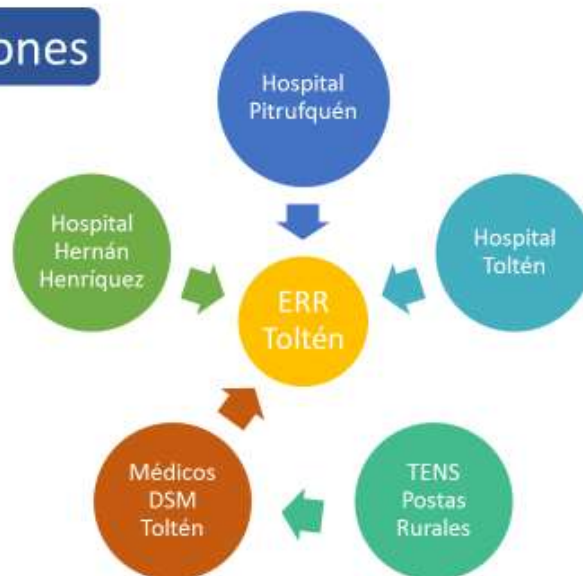 ones
Hospital
Pitrufquén
Hospital
Hernán
Henríquez
Hospital
Toltén
ERR
Toltén
Médicos
DSM
Toltén
TENS
Postas
Rurales